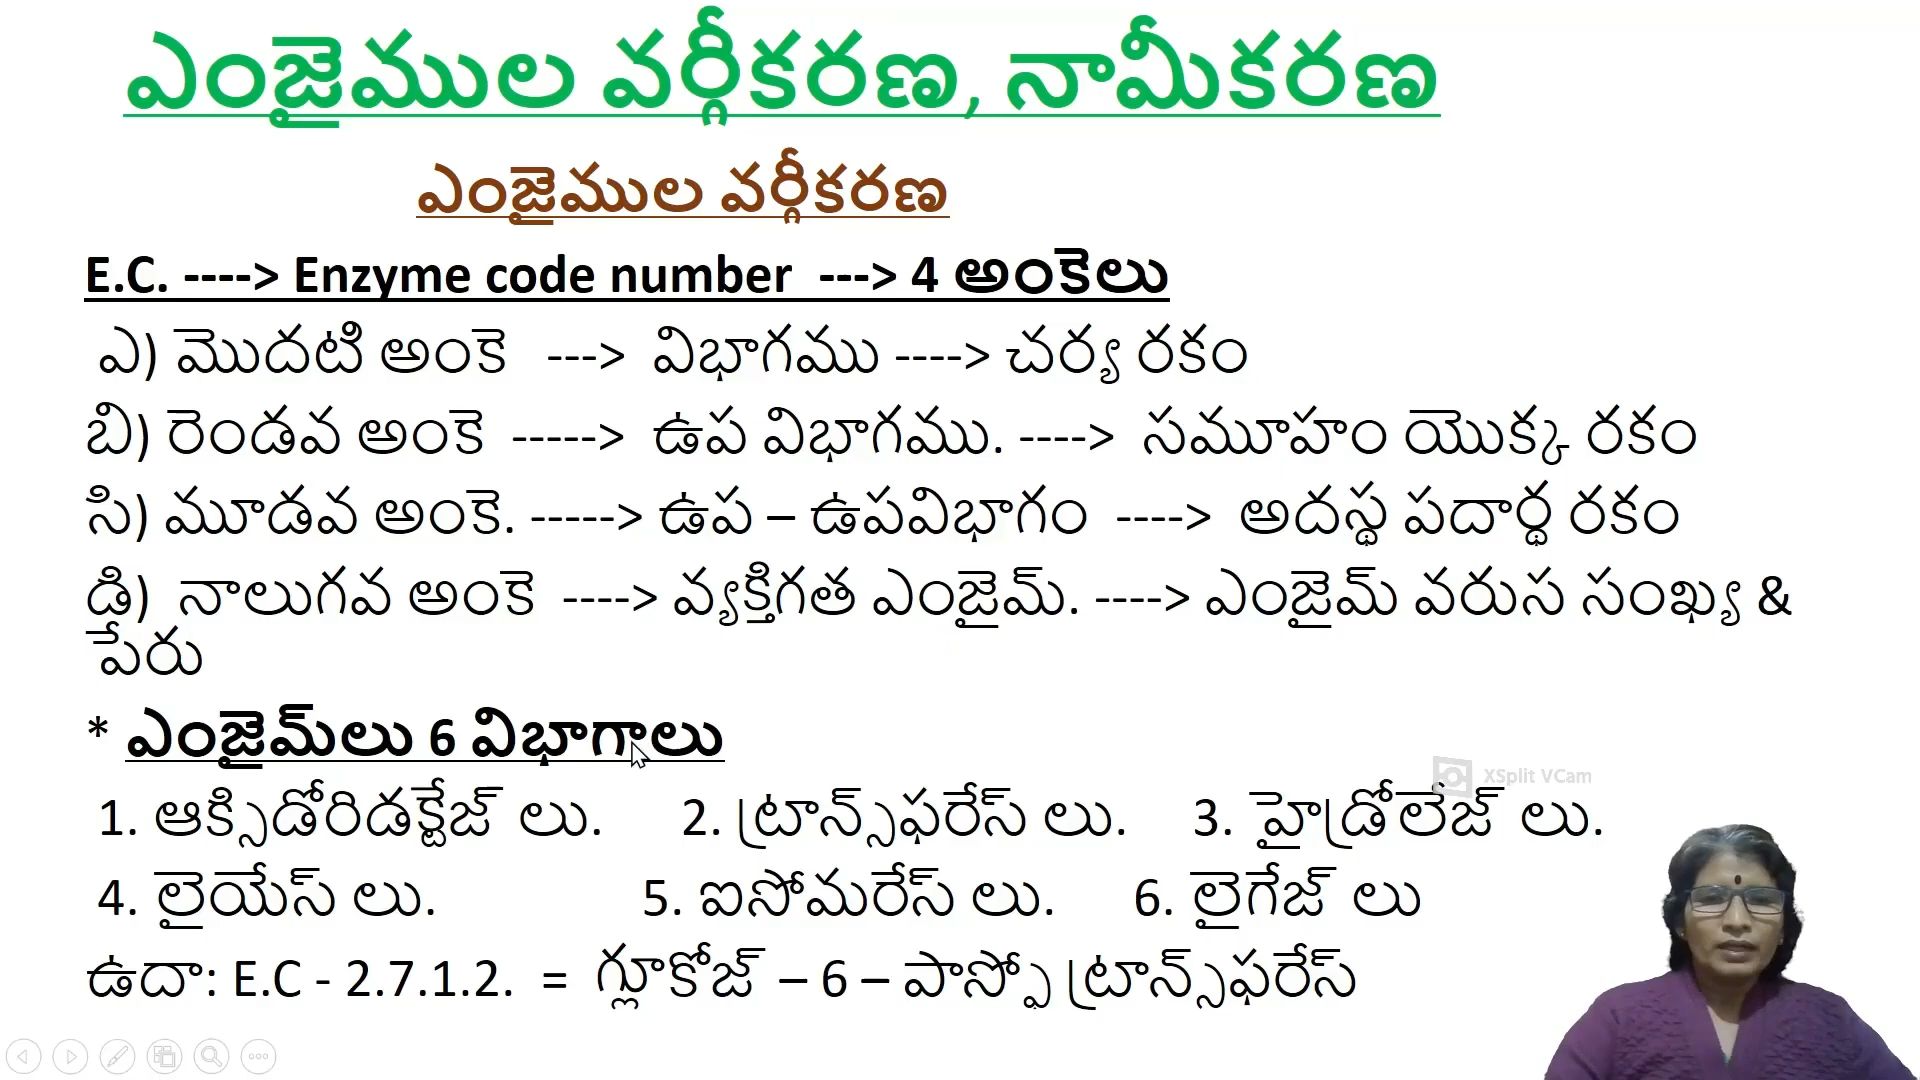 ఎంజైముల వర్గీకరణ, నామీకరణ
ఎంజైముల వర్గీకరణ
E.C. ----> Enzyme code number ---> 4 అంకెలు
ఎ) మొదటి అంకె ---> విభాగము ----> చర్య రకం
బి) రెండవ అంకె -----> ఉప విభాగము. ----> సమూహం యొక్క రకం
సి) మూడవ అంకె. -----> ఉప – ఉపవిభాగం ----> అదస్థ పదార్థ రకం
డి) నాలుగవ అంకె ----> వ్యక్తిగత ఎంజైమ్. ----> ఎంజైమ్ వరుస సంఖ్య &
పేరు
* ఎంజైమ్‌లు 6 విభాగాలు
XSplit VCam
1. ఆక్సిడోరిడక్టేజ్ లు. 2. ట్రాన్స్ఫరేస్ లు. 3. హైడ్రోలేజ్ లు.
4. లైయేస్ లు. 5. ఐసోమరేస్ లు. 6. లైగేజ్ లు
ఉదా: E.C - 2.7.1.2. = గ్లూకోజ్ – 6 – పాస్ఫో ట్రాన్స్ఫరేస్